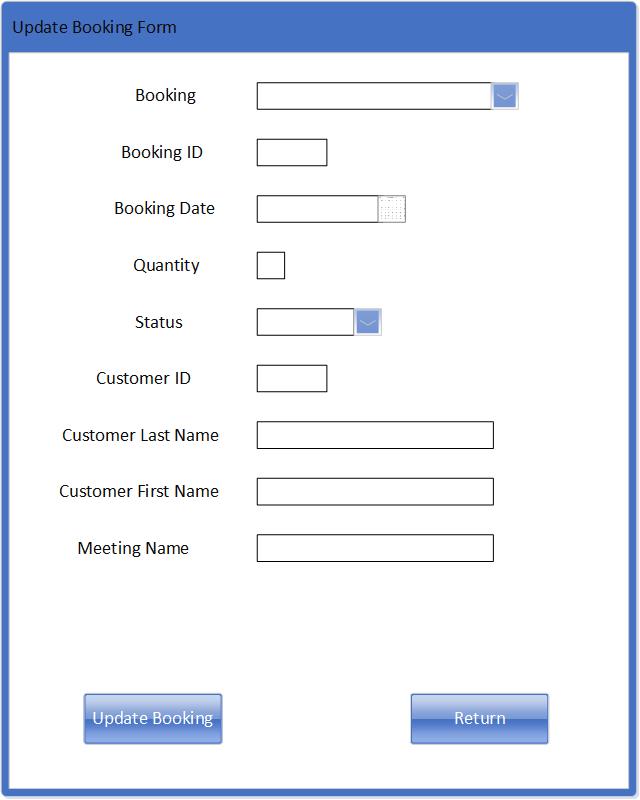 Update Booking Form
Booking
Booking ID
Booking Date
Quantity
Status
Customer ID
Customer Last Name
Customer First Name
Meeting Name
Update Booking
Return